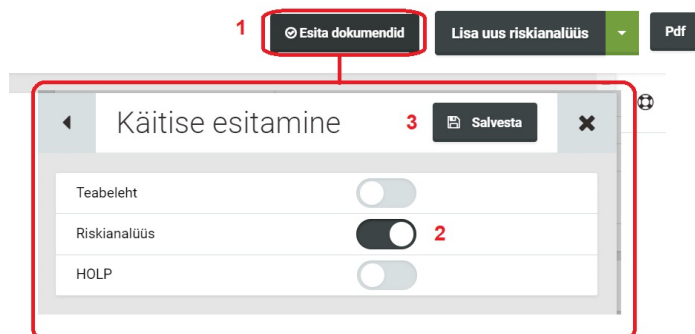 1 Esita dokumendid Lisa uus riskianalüüs Pdf
Käitise esitamine 3 Salvesta
Teabeleht
Riskianalüüs 2
HOLP